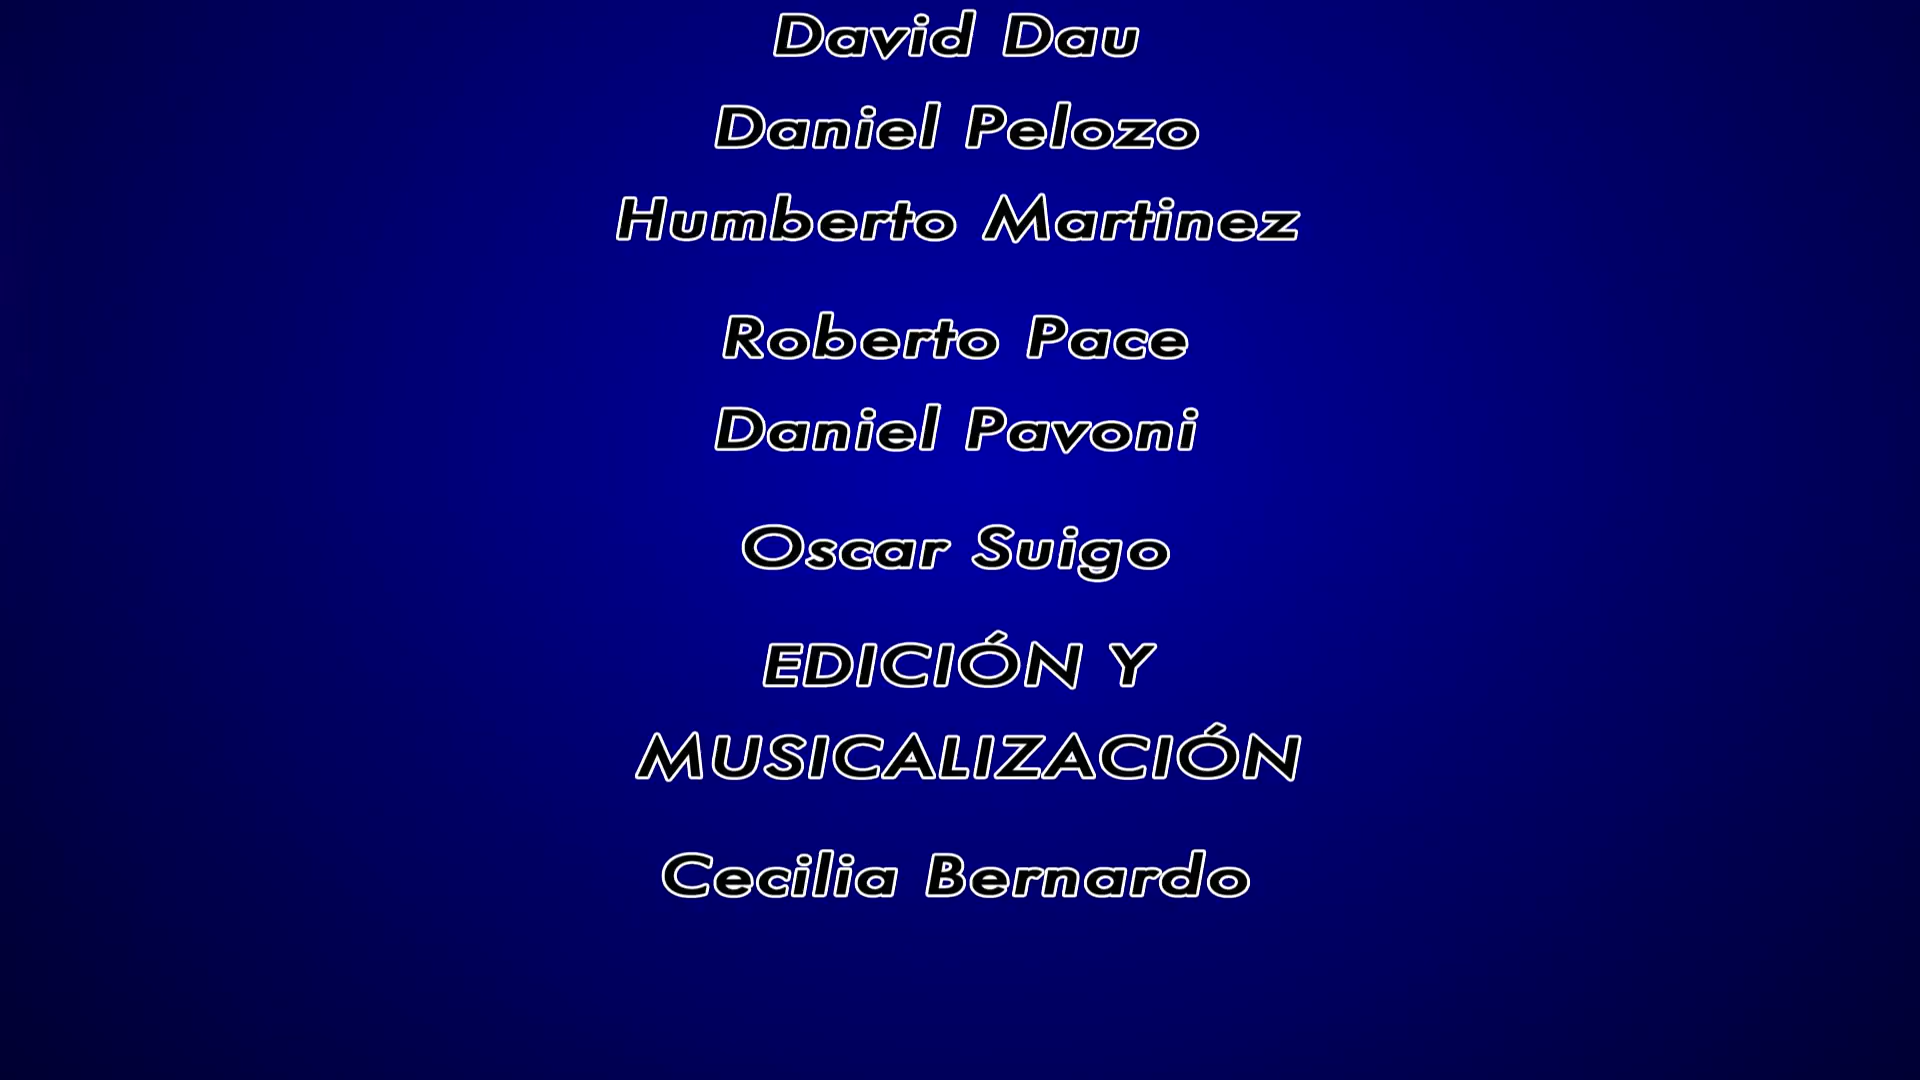 David Dau
Daniel Pelozo
Humberto Martinez
Roberto Pace
Daniel Pavoni
Oscar Suigo
EDICIÓN Y
MUSICALIZACIÓN
Cecilia Bernardo